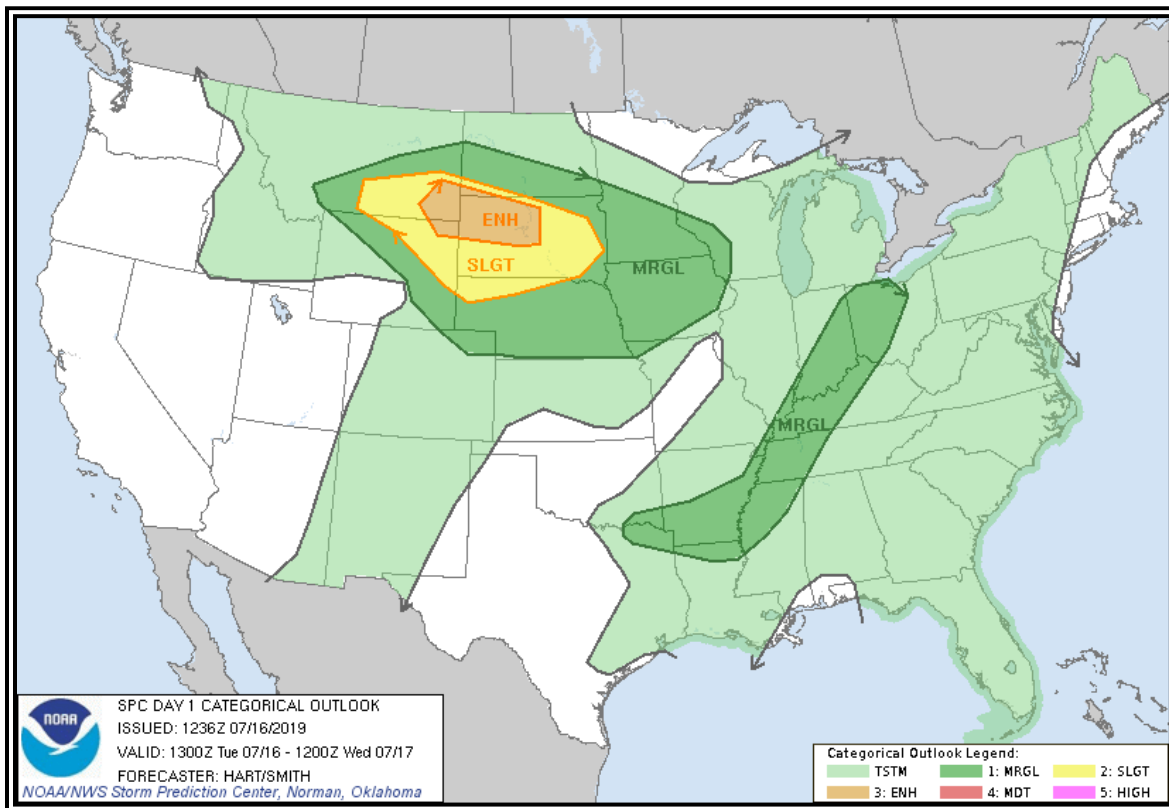 ENH
SLGT
MRGL
MRGL
SPC DAY 1 CATEGORICAL OUTLOOK
ISSUED: 1236Z 07/16/2019
VALID: 1300Z Tue 07/16 - 1200Z Wed 07/17
FORECASTER: HART/SMITH
NOAA/NWS Storm Prediction Center, Norman, Oklahoma
NOAA
Categorical Outlook Legend:
TSTM 1: MRGL 2: SLGT
3: ENH 4: MDT 5: HIGH